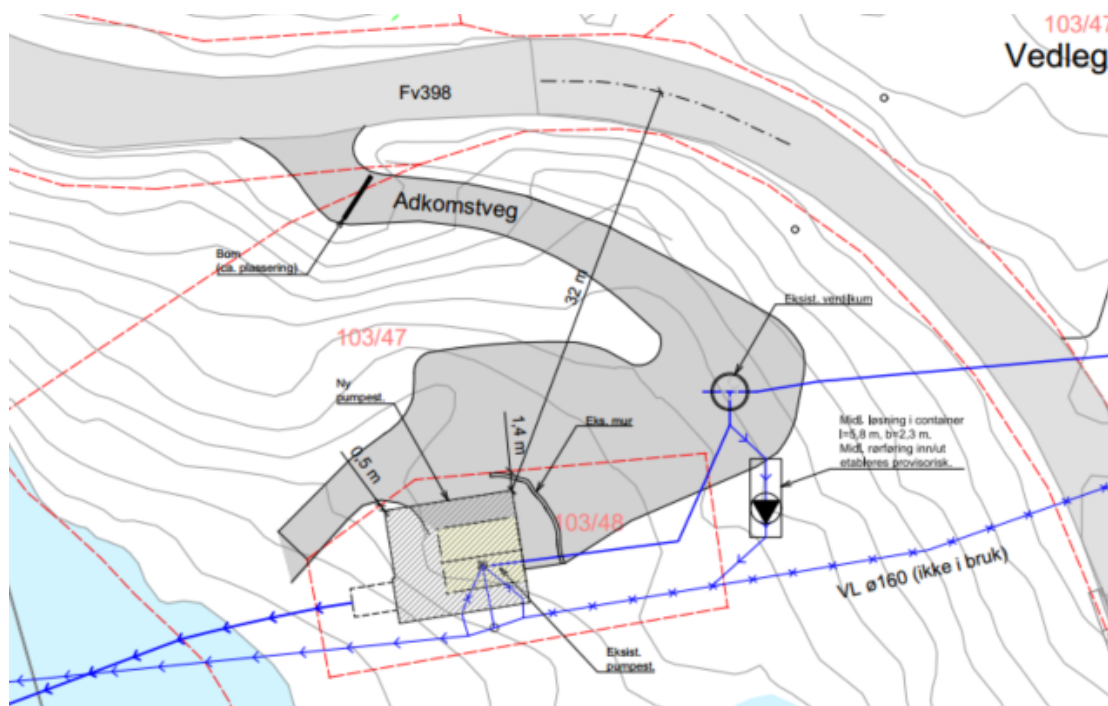 103/47
Vedleg
Fv398
Adkomstveg
Bom
(ca. plassering)
32 m
Eksist. ventilkum
103/47
Ny
pumpest.
1,4 m
Eks. mur
Midl. løsning i container
l=5,8 m, b=2,3 m.
Midl. rørføring inn/ut
etableres provisorisk.
0,5 m
103/48
VL ø160 (ikke i bruk)
Eksist.
pumpest.